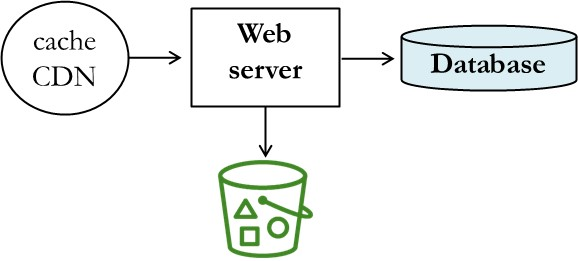 cache
CDN
Web
server
Database